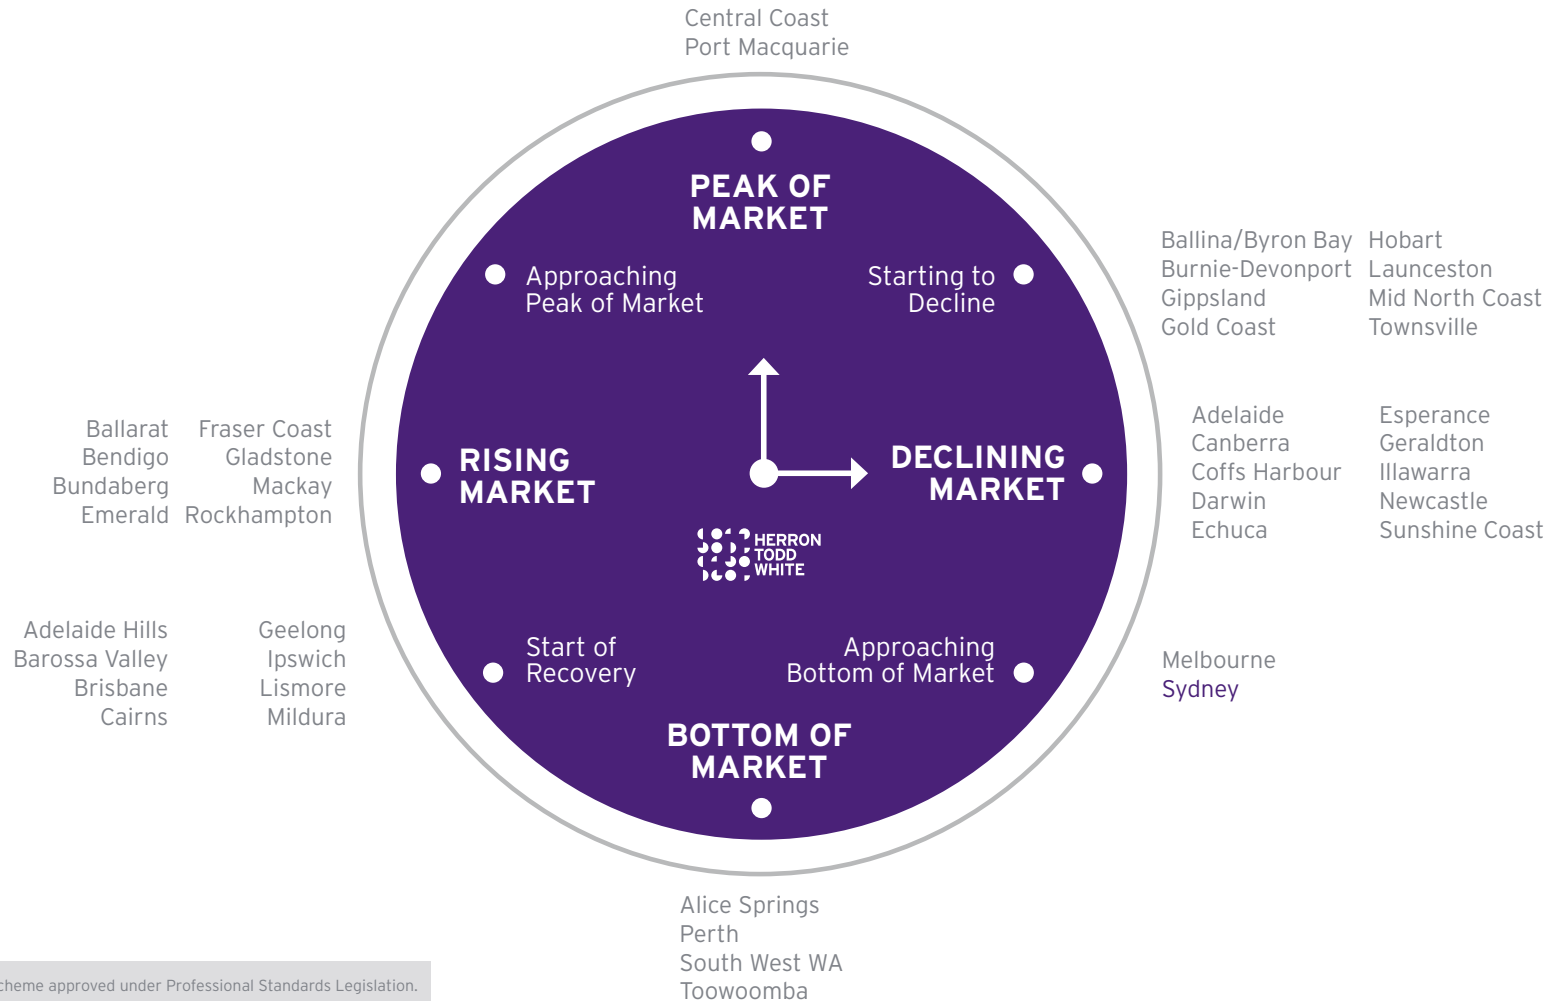 Central Coast
Port Macquarie
PEAK OF
MARKET
Approaching
Peak of Market
Starting to
Decline
Ballina/Byron Bay Hobart
Burnie-Devonport Launceston
Gippsland Mid North Coast
Gold Coast Townsville
Ballarat Fraser Coast
Bendigo Gladstone
Bundaberg Mackay
Emerald Rockhampton
RISING
MARKET
DECLINING
MARKET
Adelaide Esperance
Canberra Geraldton
Coffs Harbour Illawarra
Darwin Newcastle
Echuca Sunshine Coast
HERRON
TODD
WHITE
Adelaide Hills Geelong
Barossa Valley Ipswich
Brisbane Lismore
Cairns Mildura
Start of
Recovery
Approaching
Bottom of Market
Melbourne
Sydney
BOTTOM OF
MARKET
Alice Springs
Perth
South West WA
Toowoomba
cheme approved under Professional Standards Legislation.